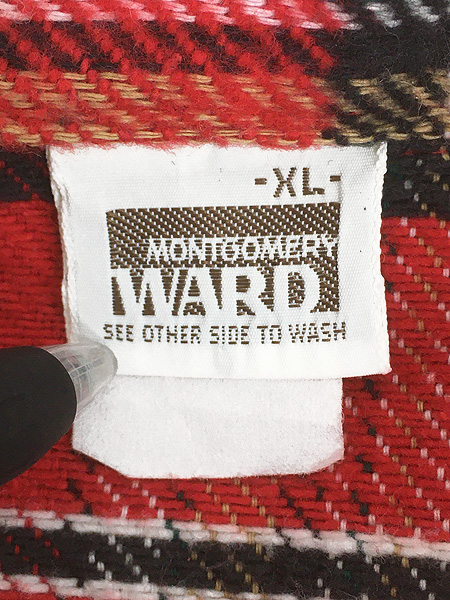 -XL-
MONTGOMERY
WARD
SEE OTHER SIDE TO WASH